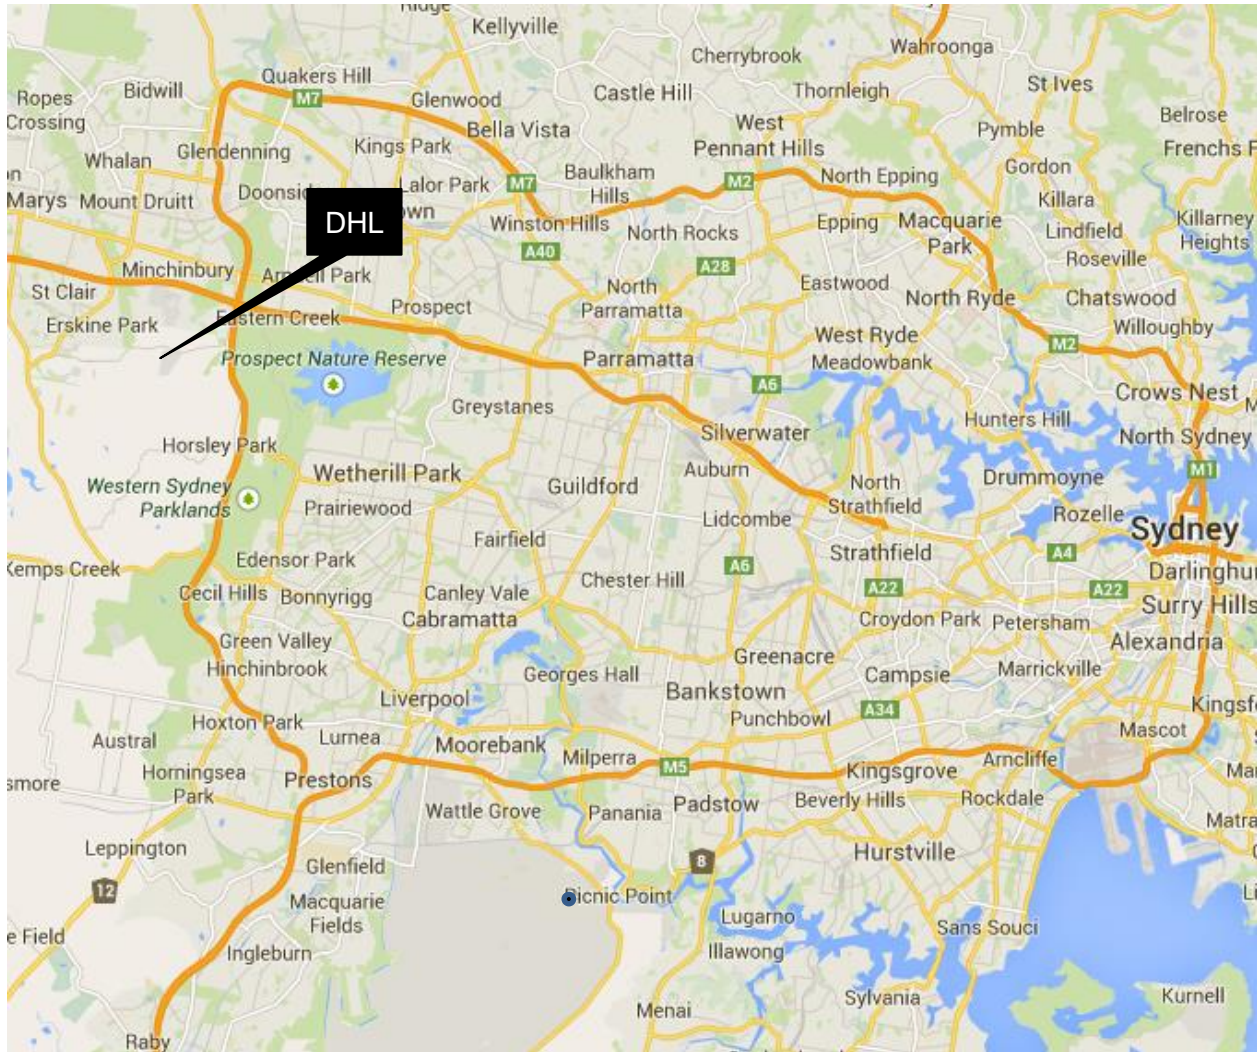 Kellyville
Wahroonga
Cherrybrook
Quakers Hill
M7
Bidwill
Ropes
Crossing
Glenwood
Castle Hill
Thornleigh
St Ives
Belrose
Bella Vista
West
Pennant Hills
Pymble
Frenchs F
Whalan
Glendenning
Kings Park
Gordon
Marys
Mount Druitt
Lalor Park
M7
Baulkham
Hills
M2
North Epping
Killara
DHL
own
Winston Hills
North Rocks
Epping
Macquarie
Park
Lindfield
Killarney
Heights
A40
A28
Roseville
Minchinbury
St Clair
North
Parramatta
Eastwood
North Ryde
Chatswood
Erskine Park
Eastern Creek
Prospect
West Ryde
Willoughby
Prospect Nature Reserve
Parramatta
Meadowbank
M2
A6
Crows Nest
Greystanes
Hunters Hill
Silverwater
North Sydney
Horsley Park
Wetherill Park
Auburn
M1
Western Sydney
Parklands
Guildford
North
Strathfield
Drummoyne
Prairiewood
Lidcombe
Rozelle
Sydney
Fairfield
Strathfield
A4
Edensor Park
Kemps Creek
Chester Hill
A6
Darlinghur
Cecil Hills
Bonnyrigg
Canley Vale
A22
A22
Surry Hills
Cabramatta
Croydon Park
Petersham
Green Valley
Alexandria
Hinchinbrook
Georges Hall
Greenacre
Campsie
Marrickville
Liverpool
Bankstown
Hoxton Park
Punchbowl
A34
Kingsf
Austral
Lurnea
Moorebank
Milperra
M5
Arncliffe
Mascot
smore
Horningsea
Park
Prestons
Kingsgrove
Mai
Wattle Grove
Panania
Padstow
Beverly Hills
Rockdale
Matra
Leppington
Glenfield
8
Hurstville
12
Macquarie
Fields
Picnic Point
Lugarno
Sans Souci
e Field
Ingleburn
Illawong
Menai
Sylvania
Kurnell
Raby